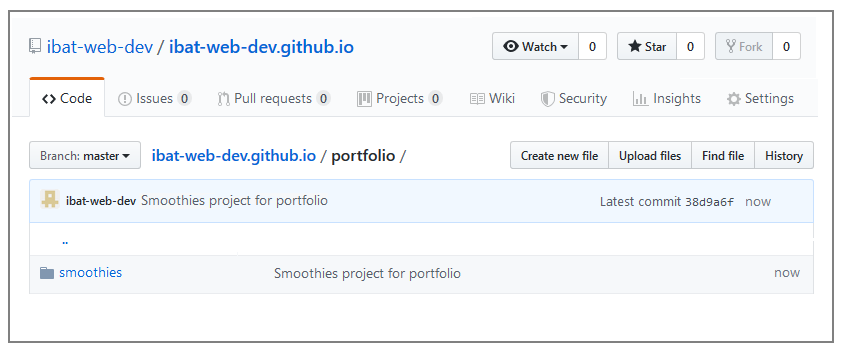 ibat-web-dev / ibat-web-dev.github.io Watch 0 Star 0 Fork 0
Code Issues 0 Pull requests 0 Projects 0 Wiki Security Insights Settings
Branch: master ibat-web-dev.github.io / portfolio / Create new file Upload files Find file History
ibat-web-dev Smoothies project for portfolio Latest commit 38d9a6f now
..
smoothies Smoothies project for portfolio now